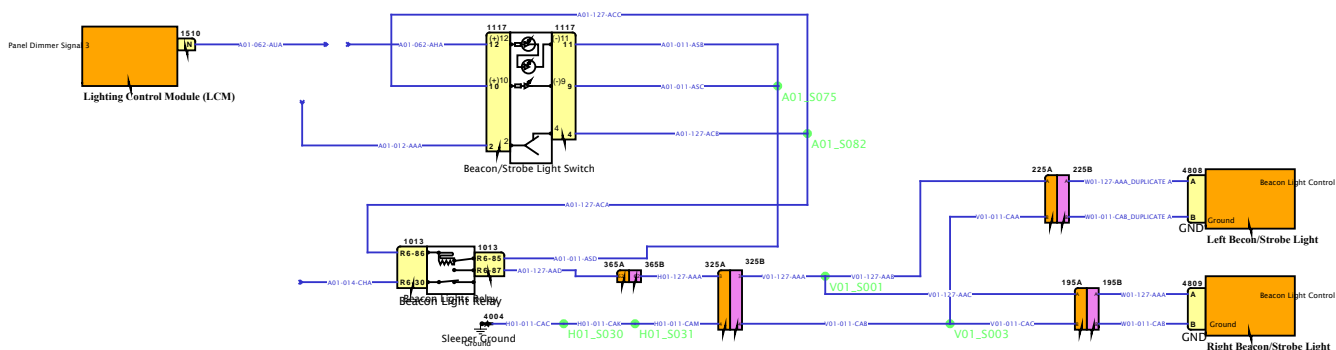 Panel Dimmer Signal 3
1510
N
A01-062-AUA
Lighting Control Module (LCM)
A01-127-ACC
A01-062-AHA
1117
1117
(+)12
12
(-)11
11
A01-011-ASB
(+)10
10
(-)9
9
A01-011-ASC
A01_S075
4
4
A01-127-ACB
A01_S082
A01-012-AAA
2
2
Beacon/Strobe Light Switch
A01-127-ACA
1013
1013
R6-86
R6-85
A01-011-ASD
R6-87
A01-127-AAD
A01-014-CHA
R6-30
Beacon Lights Relay
Beacon Light Relay
365A
365B
H01-127-AAA
325A
325B
V01-127-AAA
V01-127-AAB
V01_S001
V01-127-AAC
4004
H01-011-CAC
H01-011-CAK
H01-011-CAM
V01-011-CAB
V01-011-CAC
Sleeper Ground
Ground
H01_S030
H01_S031
V01_S003
225A
225B
A
A
W01-127-AAA_DUPLICATE A
V01-011-CAA
W01-011-CAB_DUPLICATE A
4808
A
Beacon Light Control
B
Ground
GND
Left Becon/Strobe Light
195A
195B
A
A
W01-127-AAA
W01-011-CAB
4809
A
Beacon Light Control
B
Ground
GND
Right Beacon/Strobe Light